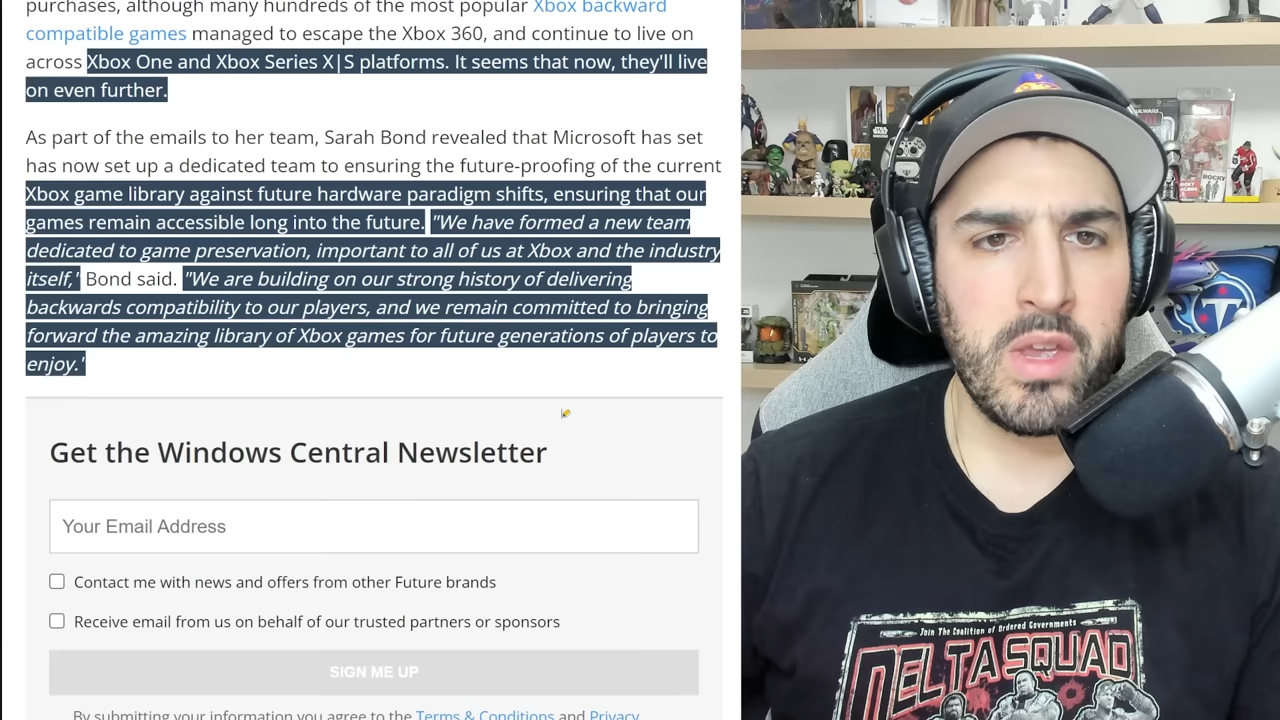 purchases, although many hundreds of the most popular Xbox backward
compatible games managed to escape the Xbox 360, and continue to live on
across Xbox One and Xbox Series X|S platforms. It seems that now, they'll live
on even further.
As part of the emails to her team, Sarah Bond revealed that Microsoft has set
has now set up a dedicated team to ensuring the future-proofing of the current
Xbox game library against future hardware paradigm shifts, ensuring that our
games remain accessible long into the future. "We have formed a new team
dedicated to game preservation, important to all of us at Xbox and the industry
itself," Bond said. "We are building on our strong history of delivering
backwards compatibility to our players, and we remain committed to bringing
forward the amazing library of Xbox games for future generations of players to
enjoy.'
Get the Windows Central Newsletter
Your Email Address
Contact me with news and offers from other Future brands
Receive email from us on behalf of our trusted partners or sponsors
SIGN ME UP
By submitting your information you agree to the Terms & Conditions and Privacy
STAR WARS
ROCKY
Join The Coalition of Ordered Governments
DELTA SQUAD